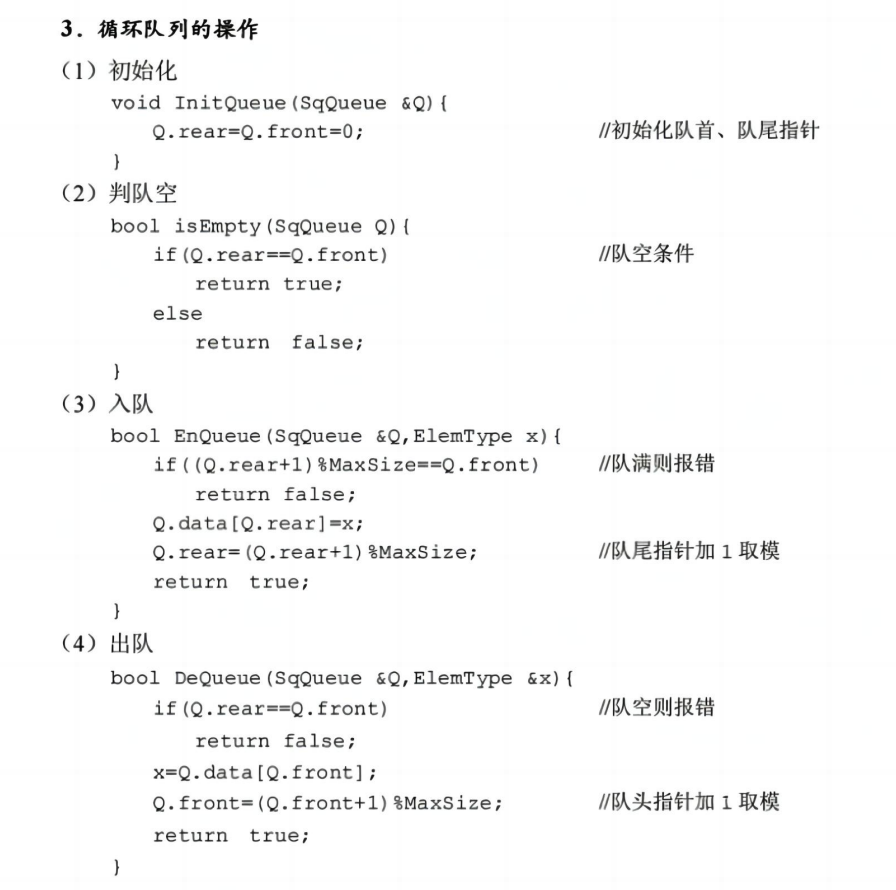 3. 循环队列的操作
（1）初始化
void InitQueue(SqQueue &Q){
Q.rear=Q.front=0; //初始化队首、队尾指针
}
（2）判队空
bool isEmpty(SqQueue Q){
if(Q.rear==Q.front) //队空条件
return true;
else
return false;
}
（3）入队
bool EnQueue(SqQueue &Q,ElemType x){
if((Q.rear+1)%MaxSize==Q.front) //队满则报错
return false;
Q.data[Q.rear]=x;
Q.rear=(Q.rear+1)%MaxSize; //队尾指针加 1 取模
return true;
}
（4）出队
bool DeQueue(SqQueue &Q,ElemType &x){
if(Q.rear==Q.front) //队空则报错
return false;
x=Q.data[Q.front];
Q.front=(Q.front+1)%MaxSize; //队头指针加 1 取模
return true;
}